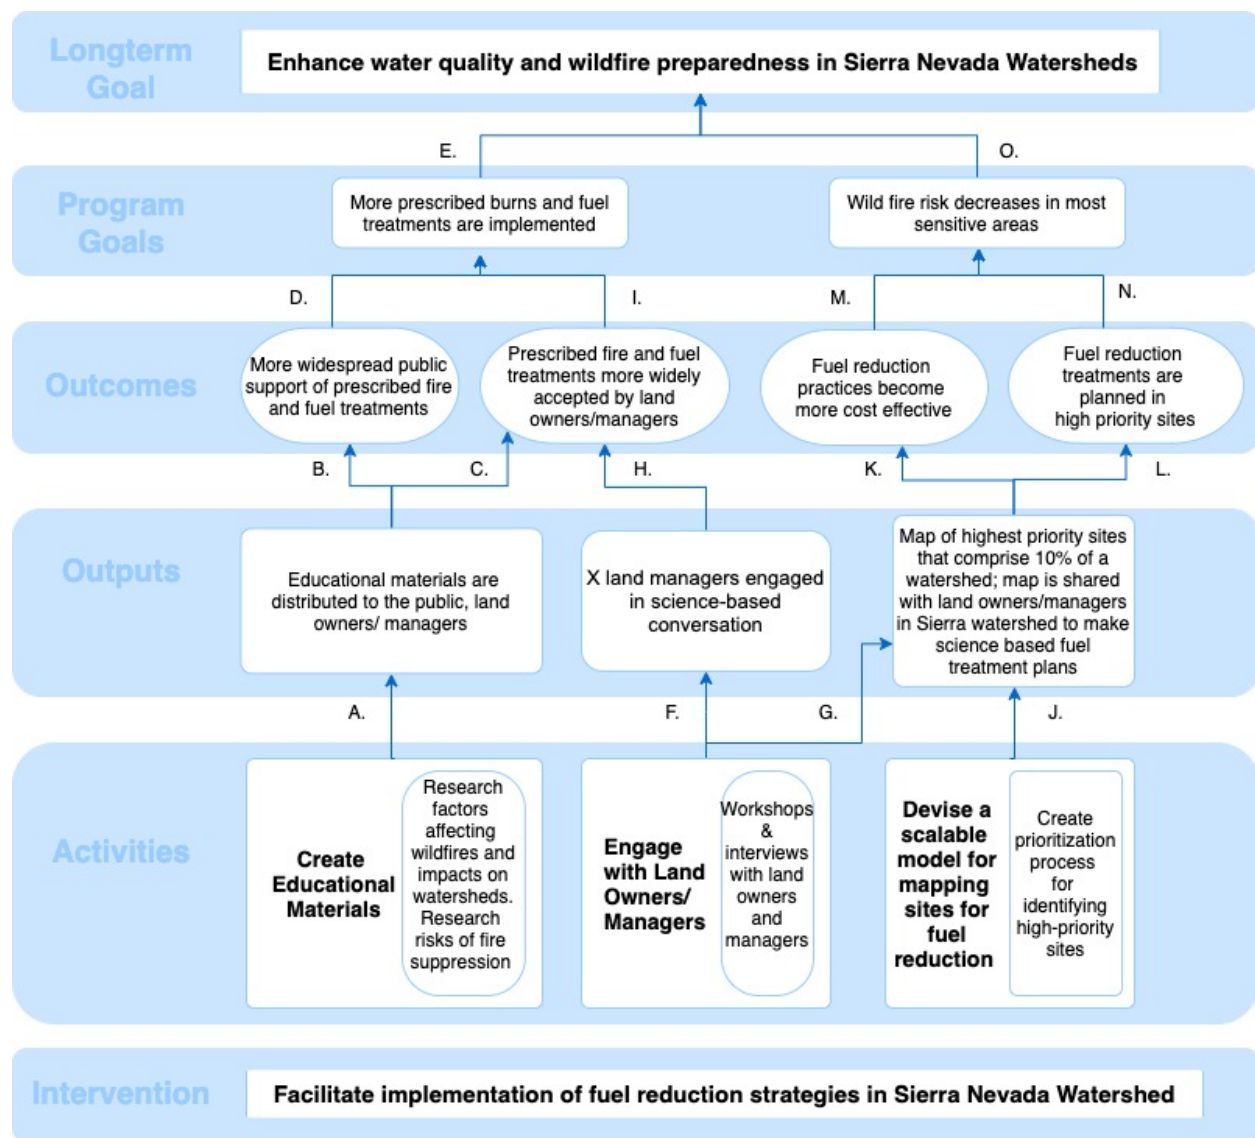 Longterm
Goal
Enhance water quality and wildfire preparedness in Sierra Nevada Watersheds
E.
O.
Program
Goals
More prescribed burns and fuel
treatments are implemented
Wild fire risk decreases in most
sensitive areas
D.
I.
M.
N.
Outcomes
More widespread public
support of prescribed fire
and fuel treatments
Prescribed fire and fuel
treatments more widely
accepted by land
owners/managers
Fuel reduction
practices become
more cost effective
Fuel reduction
treatments are
planned in
high priority sites
B.
C.
H.
K.
L.
Outputs
Educational materials are
distributed to the public, land
owners/ managers
X land managers engaged
in science-based
conversation
Map of highest priority sites
that comprise 10% of a
watershed; map is shared
with land owners/managers
in Sierra watershed to make
science based fuel
treatment plans
A.
F.
G.
J.
Activities
Create
Educational
Materials
Research
factors
affecting
wildfires and
impacts on
watersheds.
Research
risks of fire
suppression
Engage
with Land
Owners/
Managers
Workshops
&
interviews
with land
owners
and
managers
Devise a
scalable
model for
mapping
sites for
fuel
reduction
Create
prioritization
process
for
identifying
high-priority
sites
Intervention
Facilitate implementation of fuel reduction strategies in Sierra Nevada Watershed